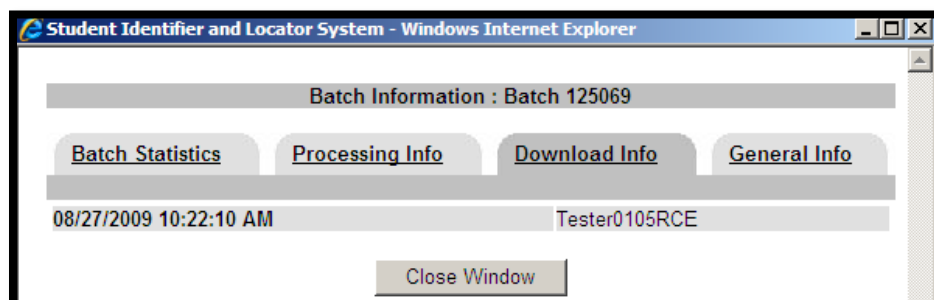 Student Identifier and Locator System - Windows Internet Explorer
Batch Information : Batch 125069
Batch Statistics Processing Info Download Info General Info
08/27/2009 10:22:10 AM Tester0105RCE
Close Window